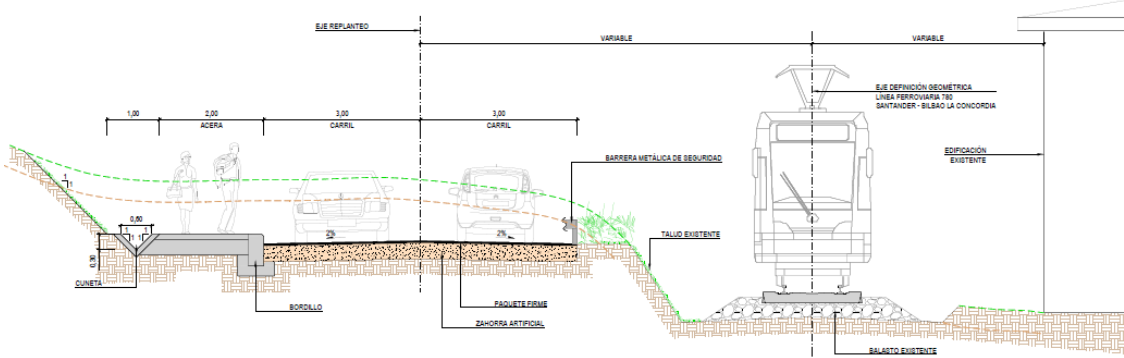 EJE REPLANTEO
VARIABLE
VARIABLE
EJE DEFINICIÓN GEOMÉTRICA
LÍNEA FERROVIARIA 780
SANTANDER - BILBAO LA CONCORDIA
1,00
2,00
3,00
3,00
ACERA
CARRIL
CARRIL
BARRERA METÁLICA DE SEGURIDAD
EDIFICACIÓN
EXISTENTE
1
1
0,60
1
1
1
1
2%
2%
TALUD EXISTENTE
0,30
CUNETA
BORDILLO
PAQUETE FIRME
ZAHORRA ARTIFICIAL
BALASTO EXISTENTE